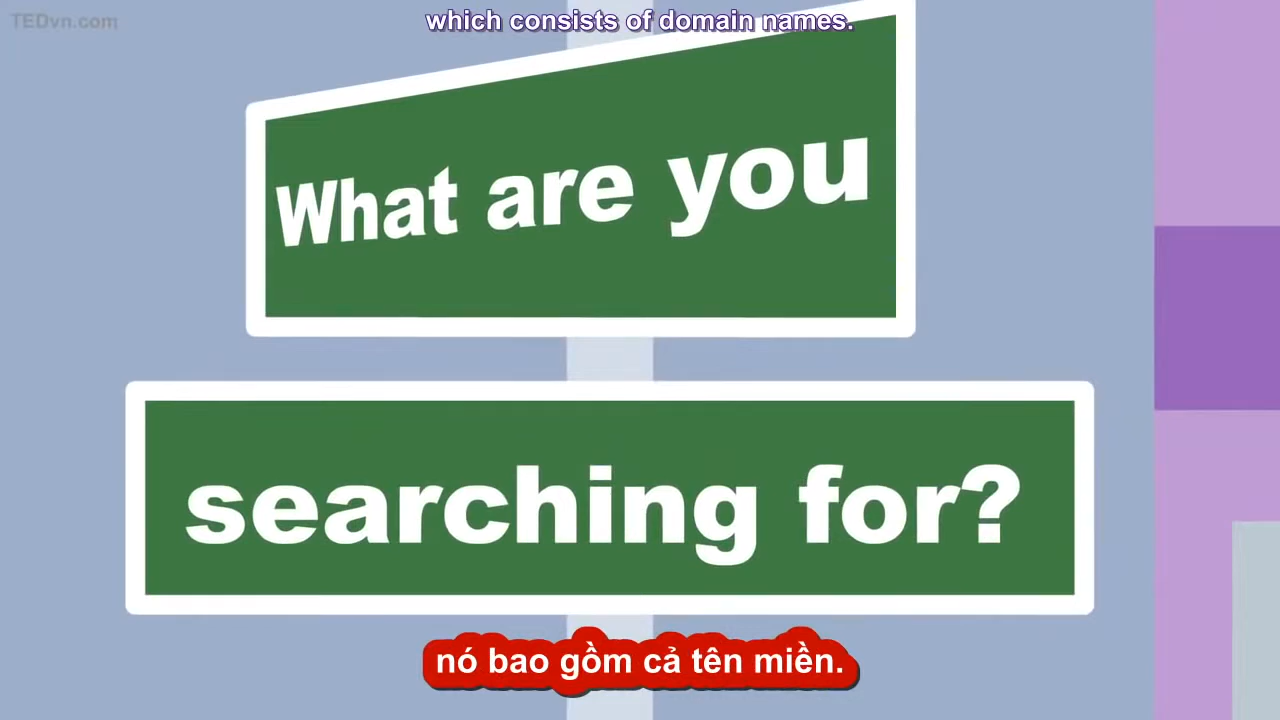 TEDvn.com
which consists of domain names.
What are you
searching for?
nó bao gồm cả tên miền.